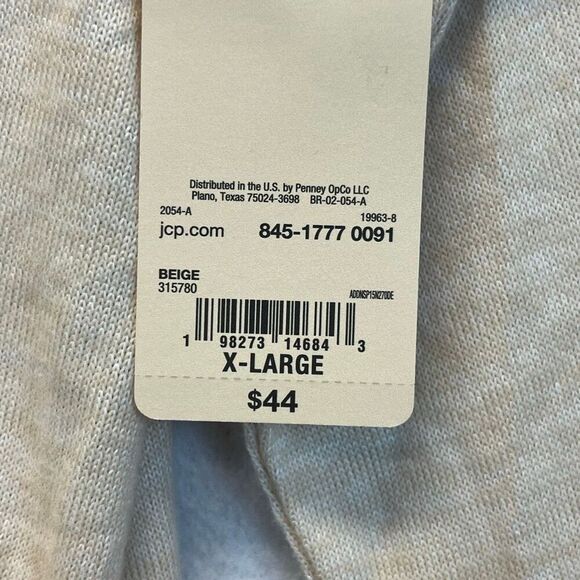 Distributed in the U.S. by Penney OpCo LLC
Plano, Texas 75024-3698 BR-02-054-A
2054-A 19963-8
jcp.com 845-1777 0091
BEIGE
315780 ADDNSP15N270DE
1 98273 14684 3
X-LARGE
$44